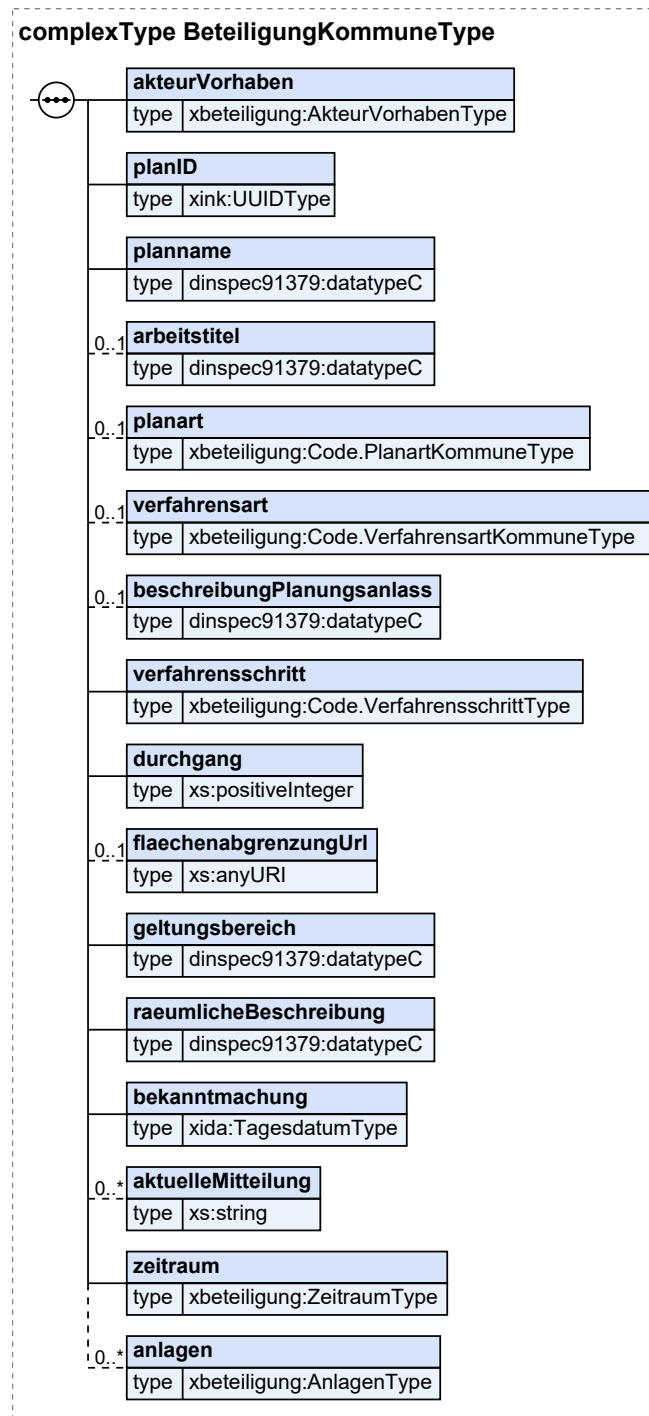 complexType BeteiligungKommuneType
akteurVorhaben
type xbeteiligung:AkteurVorhabenType
planID
type xink:UUIDType
planname
type dinspec91379:datatypeC
0..1 arbeitstitel
type dinspec91379:datatypeC
0..1 planart
type xbeteiligung:Code.PlanartKommuneType
0..1 verfahrensart
type xbeteiligung:Code.VerfahrensartKommuneType
0..1 beschreibungPlanungsanlass
type dinspec91379:datatypeC
verfahrensschritt
type xbeteiligung:Code.VerfahrensschrittType
durchgang
type xs:positiveInteger
0..1 flaechenabgrenzungUrl
type xs:anyURI
geltungsbereich
type dinspec91379:datatypeC
raeumlicheBeschreibung
type dinspec91379:datatypeC
bekanntmachung
type xida:TagesdatumType
0..* aktuelleMitteilung
type xs:string
zeitraum
type xbeteiligung:ZeitraumType
0..* anlagen
type xbeteiligung:AnlagenType